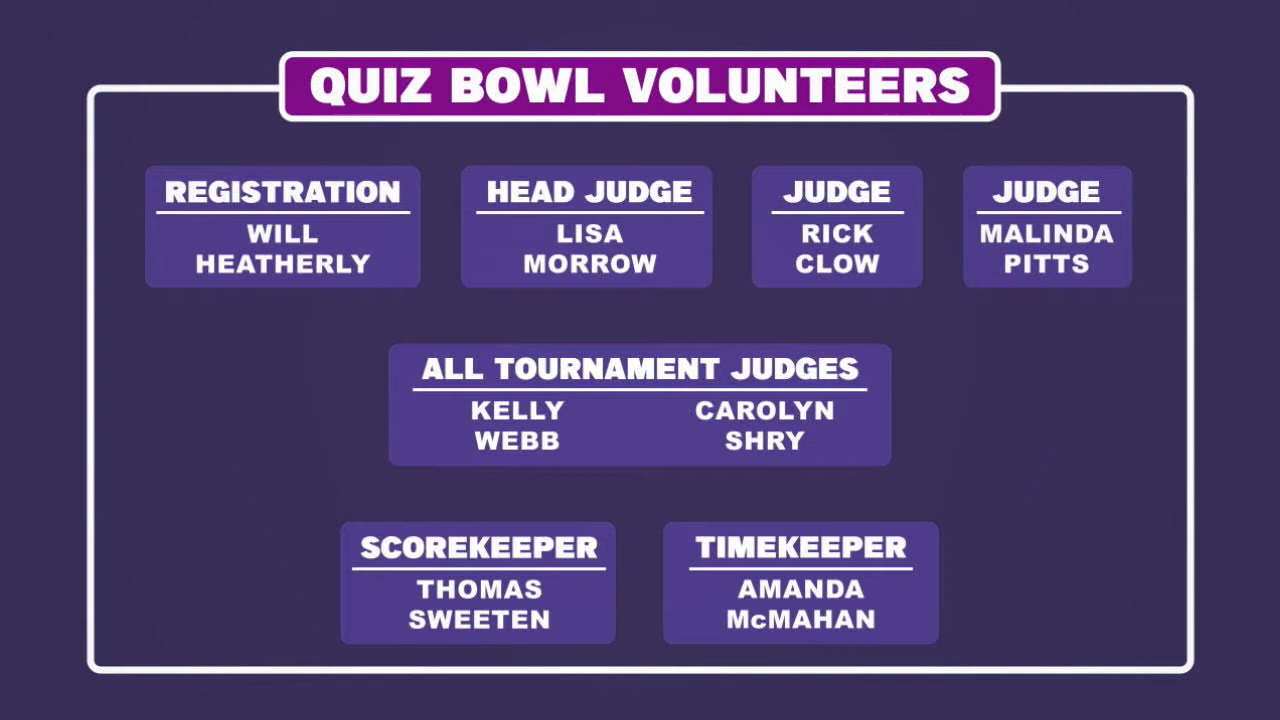 QUIZ BOWL VOLUNTEERS
REGISTRATION
WILL
HEATHERLY
HEAD JUDGE
LISA
MORROW
JUDGE
RICK
CLOW
JUDGE
MALINDA
PITTS
ALL TOURNAMENT JUDGES
KELLY
WEBB
CAROLYN
SHRY
SCOREKEEPER
THOMAS
SWEETEN
TIMEKEEPER
AMANDA
McMAHAN